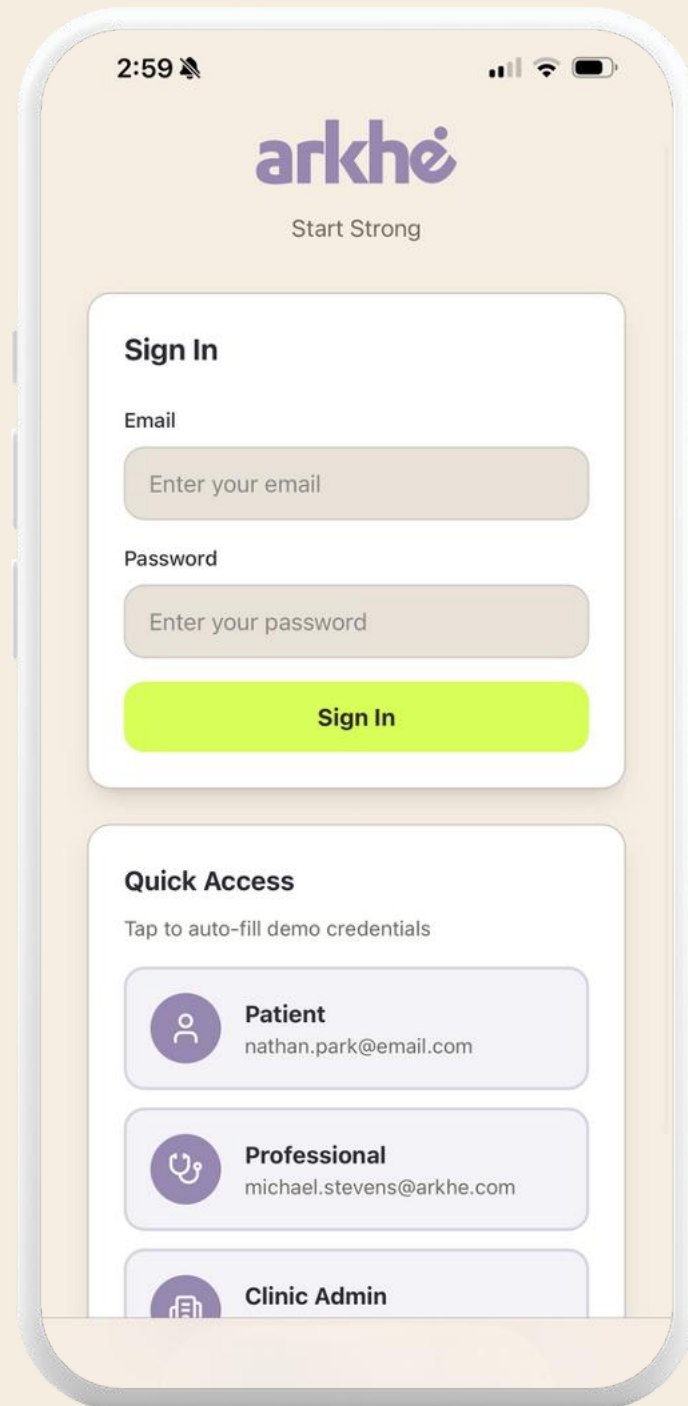 2:59
arkhé
Start Strong
Sign In
Email
Enter your email
Password
Enter your password
Sign In
Quick Access
Tap to auto-fill demo credentials
Patient
nathan.park@email.com
Professional
michael.stevens@arkhe.com
Clinic Admin